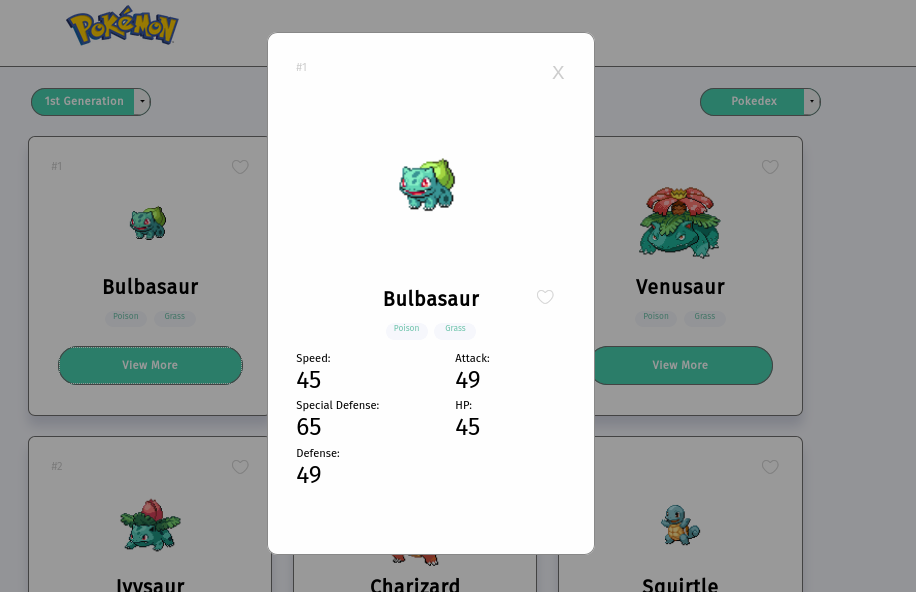 POKéMON
1st Generation
Pokedex
#1
Bulbasaur
Poison Grass
View More
#1
X
Bulbasaur
Poison Grass
Speed:
45
Attack:
49
Special Defense:
65
HP:
45
Defense:
49
Venusaur
Poison Grass
View More
#2
Ivysaur
Charizard
Squirtle